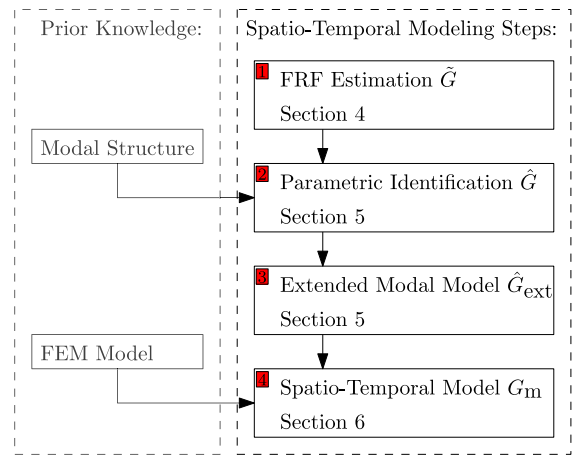 Prior Knowledge:
Spatio-Temporal Modeling Steps:
1
FRF Estimation G̃
Section 4
Modal Structure
2
Parametric Identification Ĝ
Section 5
3
Extended Modal Model Ĝext
Section 5
FEM Model
4
Spatio-Temporal Model Gm
Section 6